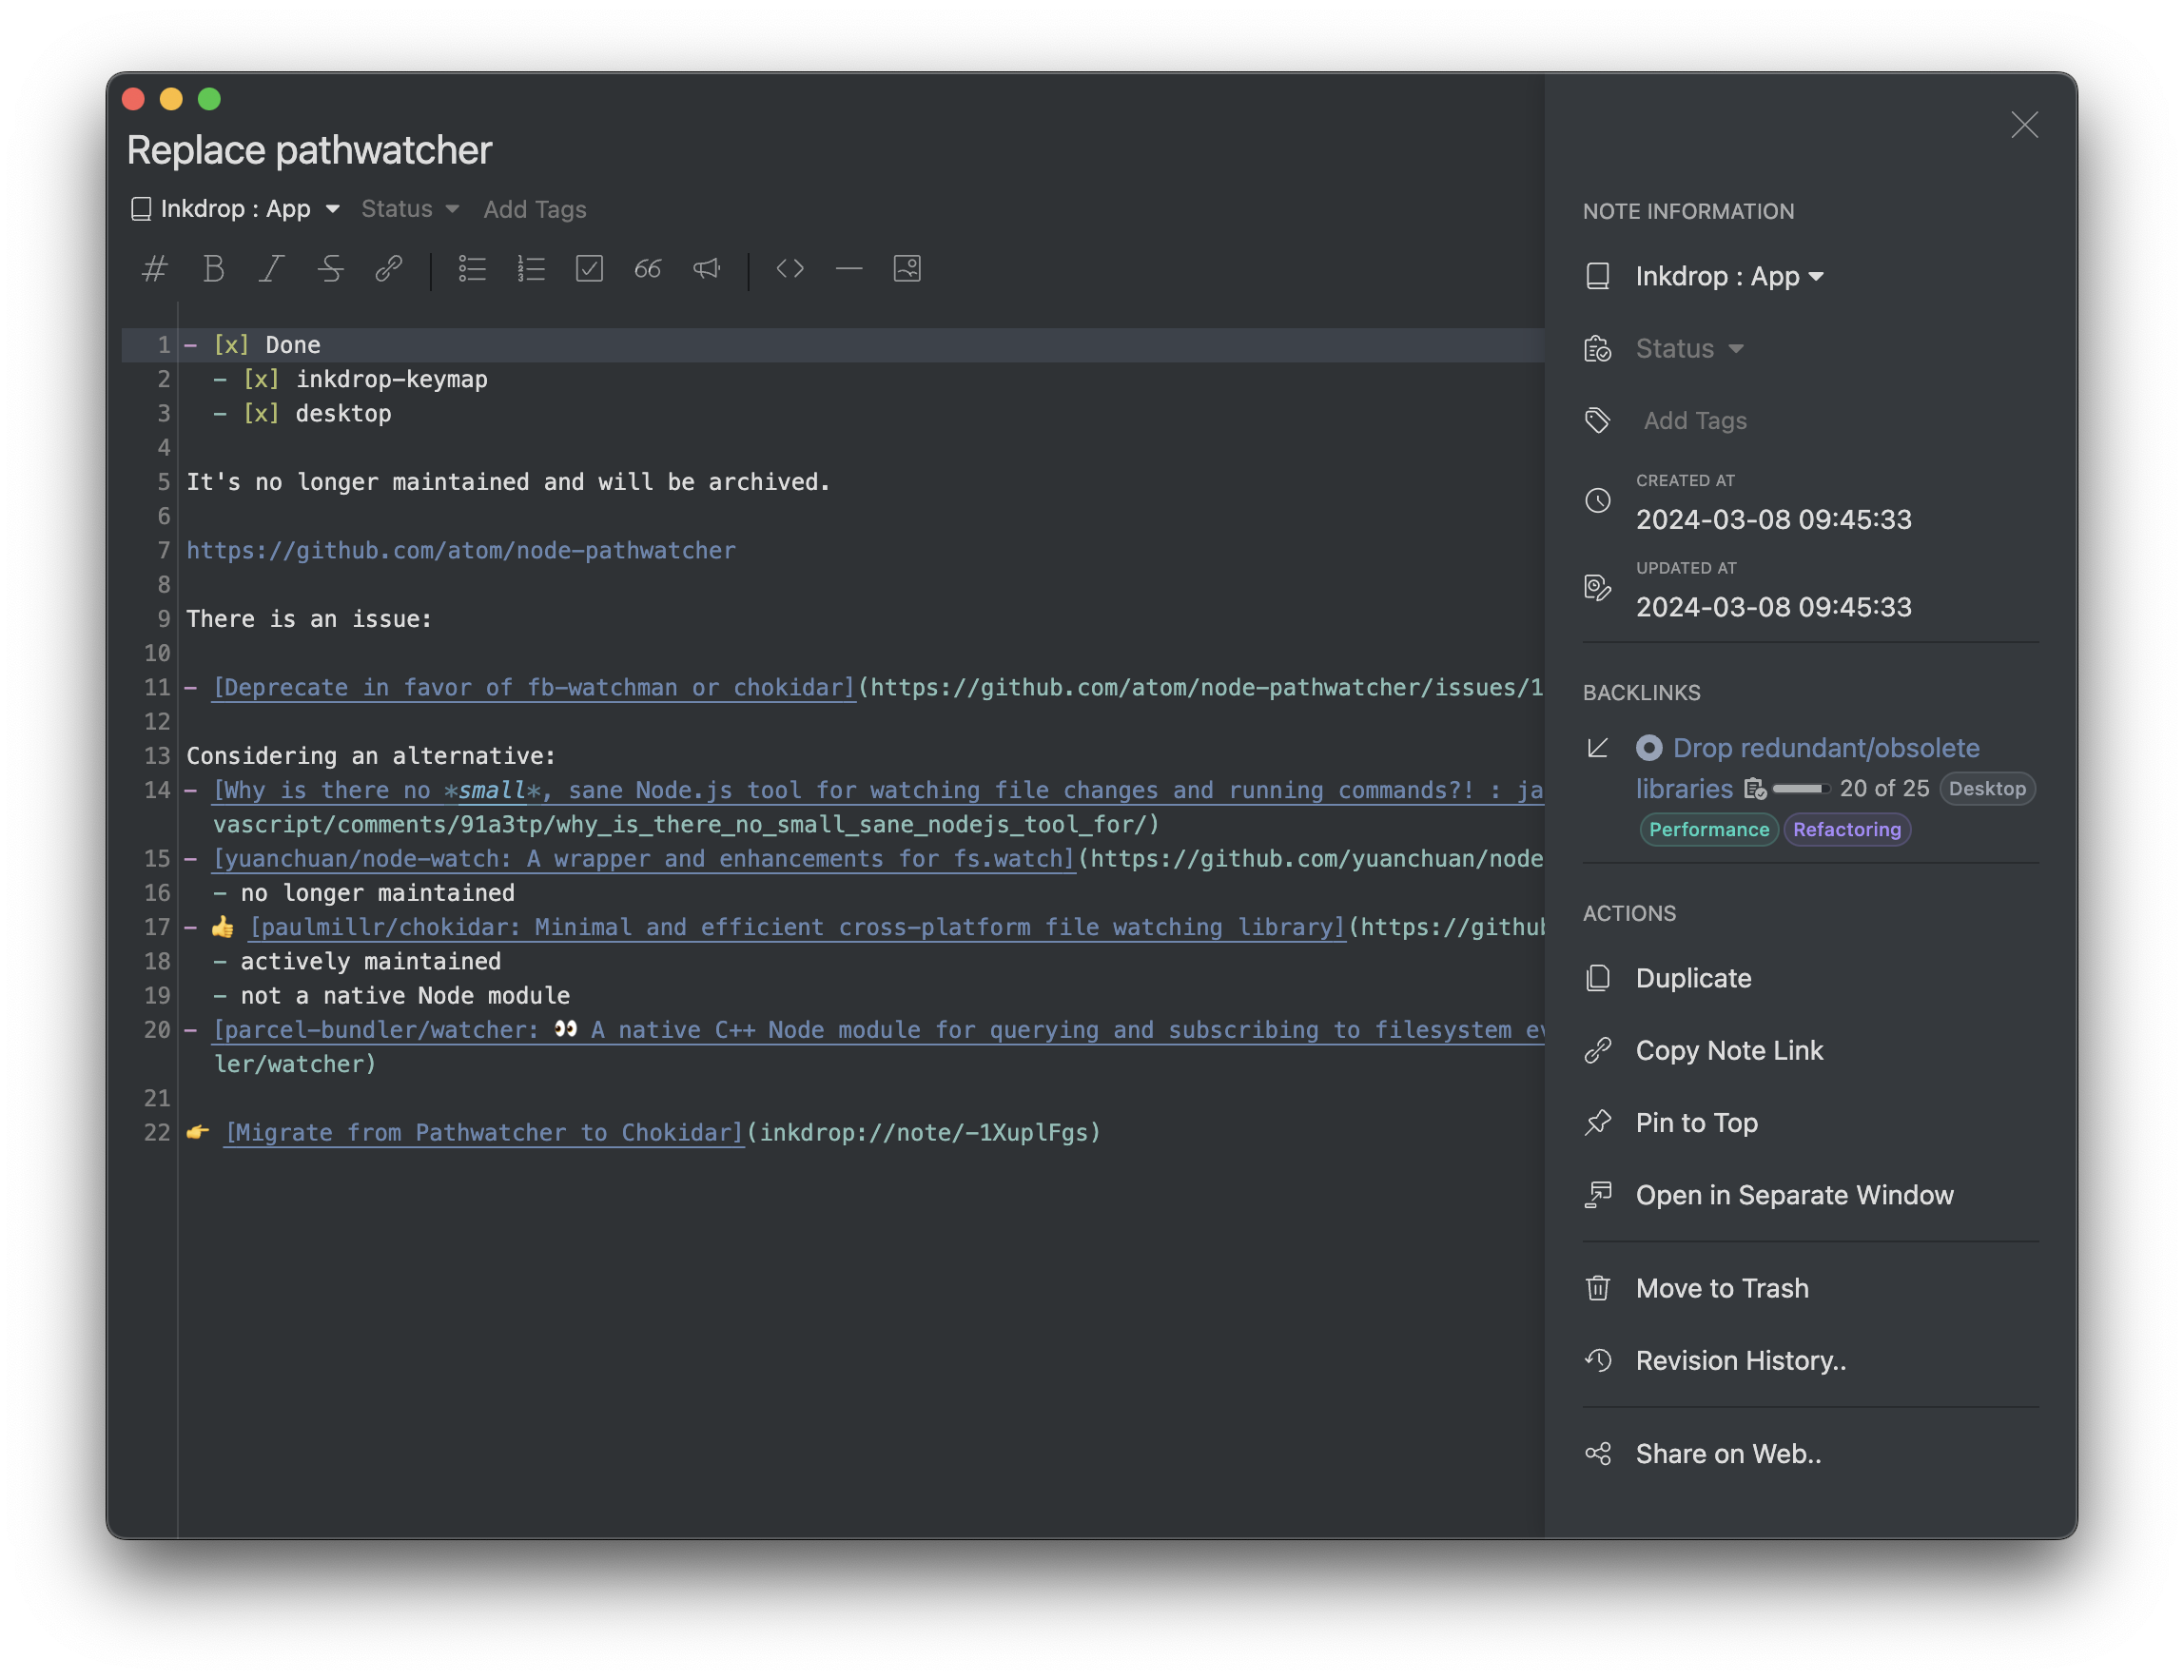 Replace pathwatcher
Inkdrop : App Status Add Tags
1 - [x] Done
2 - [x] inkdrop-keymap
3 - [x] desktop
4
5 It's no longer maintained and will be archived.
6
7 https://github.com/atom/node-pathwatcher
8
9 There is an issue:
10
11 - [Deprecate in favor of fb-watchman or chokidar](https://github.com/atom/node-pathwatcher/issues/1
12
13 Considering an alternative:
14 - [Why is there no *small*, sane Node.js tool for watching file changes and running commands?! : ja
vascript/comments/91a3tp/why_is_there_no_small_sane_nodejs_tool_for/)
15 - [yuanchuan/node-watch: A wrapper and enhancements for fs.watch](https://github.com/yuanchuan/node
16 - no longer maintained
17 - 👍 [paulmillr/chokidar: Minimal and efficient cross-platform file watching library](https://github
18 - actively maintained
19 - not a native Node module
20 - [parcel-bundler/watcher: 👀 A native C++ Node module for querying and subscribing to filesystem ev
ler/watcher)
21
22 👉 [Migrate from Pathwatcher to Chokidar](inkdrop://note/-1XuplFgs)
NOTE INFORMATION
Inkdrop : App
Status
Add Tags
CREATED AT
2024-03-08 09:45:33
UPDATED AT
2024-03-08 09:45:33
BACKLINKS
Drop redundant/obsolete
libraries 20 of 25 Desktop
Performance Refactoring
ACTIONS
Duplicate
Copy Note Link
Pin to Top
Open in Separate Window
Move to Trash
Revision History..
Share on Web..